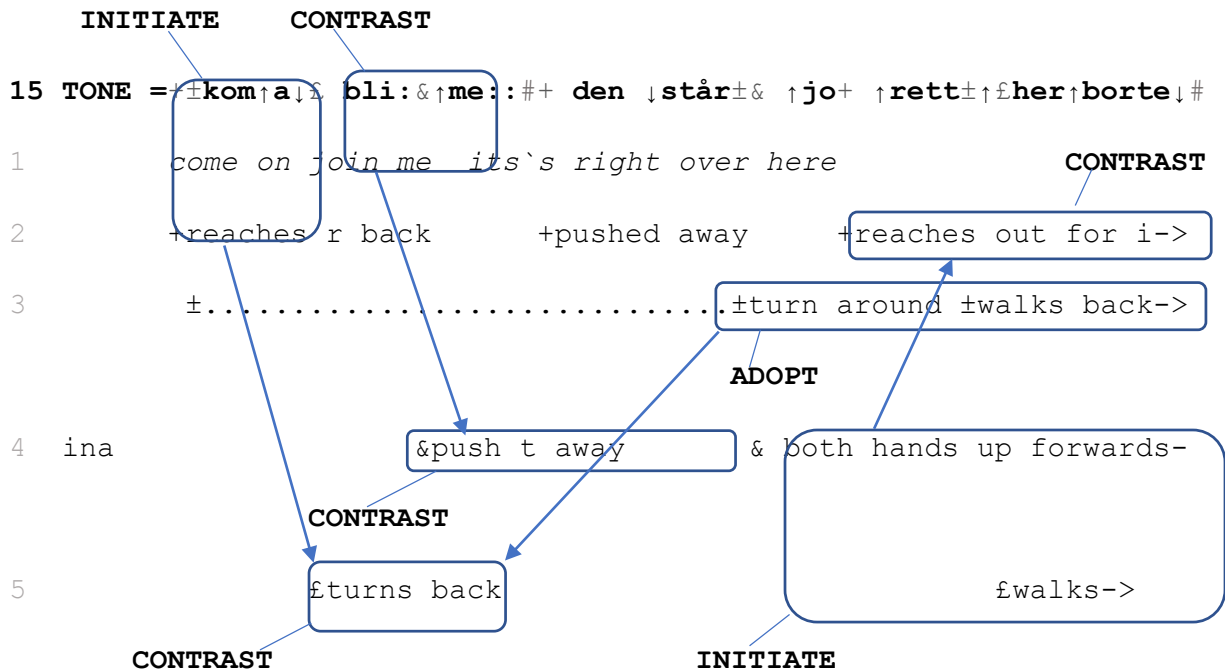 INITIATE CONTRAST
15 TONE =+±kom↑a↓£ bli:&↑me::#+ den ↓står±& ↑jo+ ↑rett±↑£her↑borte↓#
1 come on join me its`s right over here CONTRAST
2 +reaches r back +pushed away +reaches out for i->
3 ±..............................±turn around ±walks back->
ADOPT
4 ina &push t away & both hands up forwards-
CONTRAST
5 £turns back £walks->
CONTRAST INITIATE